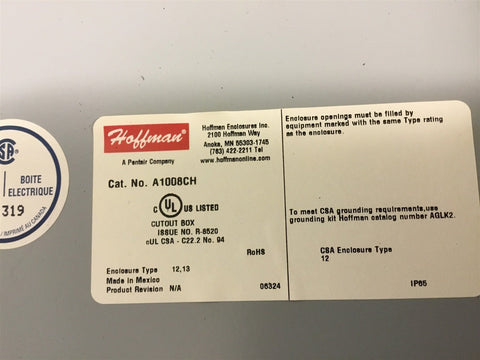 SA
BOITE
ELECTRIQUE
319
IMPRIMÉ AU CANADA
Hoffman®
A Pentair Company
Hoffman Enclosures Inc.
2100 Hoffman Way
Anoka, MN 55303-1745
(763) 422-2211 Tel
www.hoffmanonline.com
Cat. No. A1008CH
C UL US LISTED
CUTOUT BOX
ISSUE NO. R-8520
cUL CSA - C22.2 No. 94
RoHS
Enclosure Type 12,13
Made in Mexico
Product Revision N/A
06324
Enclosure openings must be filled by
equipment marked with the same Type rating
as the enclosure.
To meet CSA grounding requirements,use
grounding kit Hoffman catalog number AGLK2.
CSA Enclosure Type
12
IP65